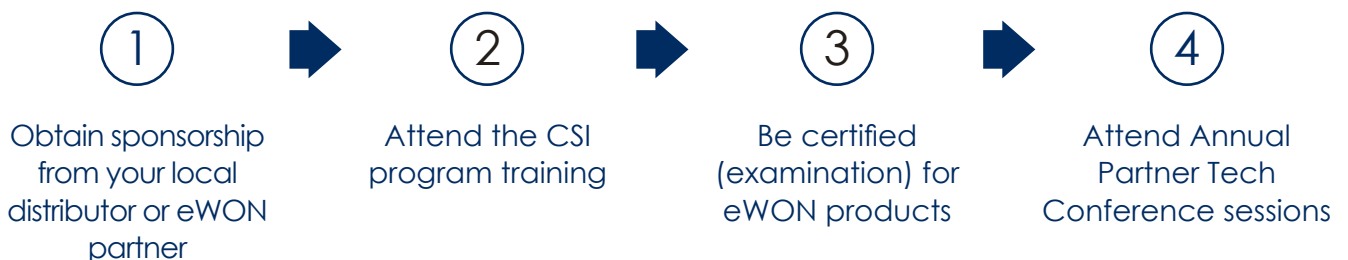 1
Obtain sponsorship
from your local
distributor or eWON
partner
2
Attend the CSI
program training
3
Be certified
(examination) for
eWON products
4
Attend Annual
Partner Tech
Conference sessions